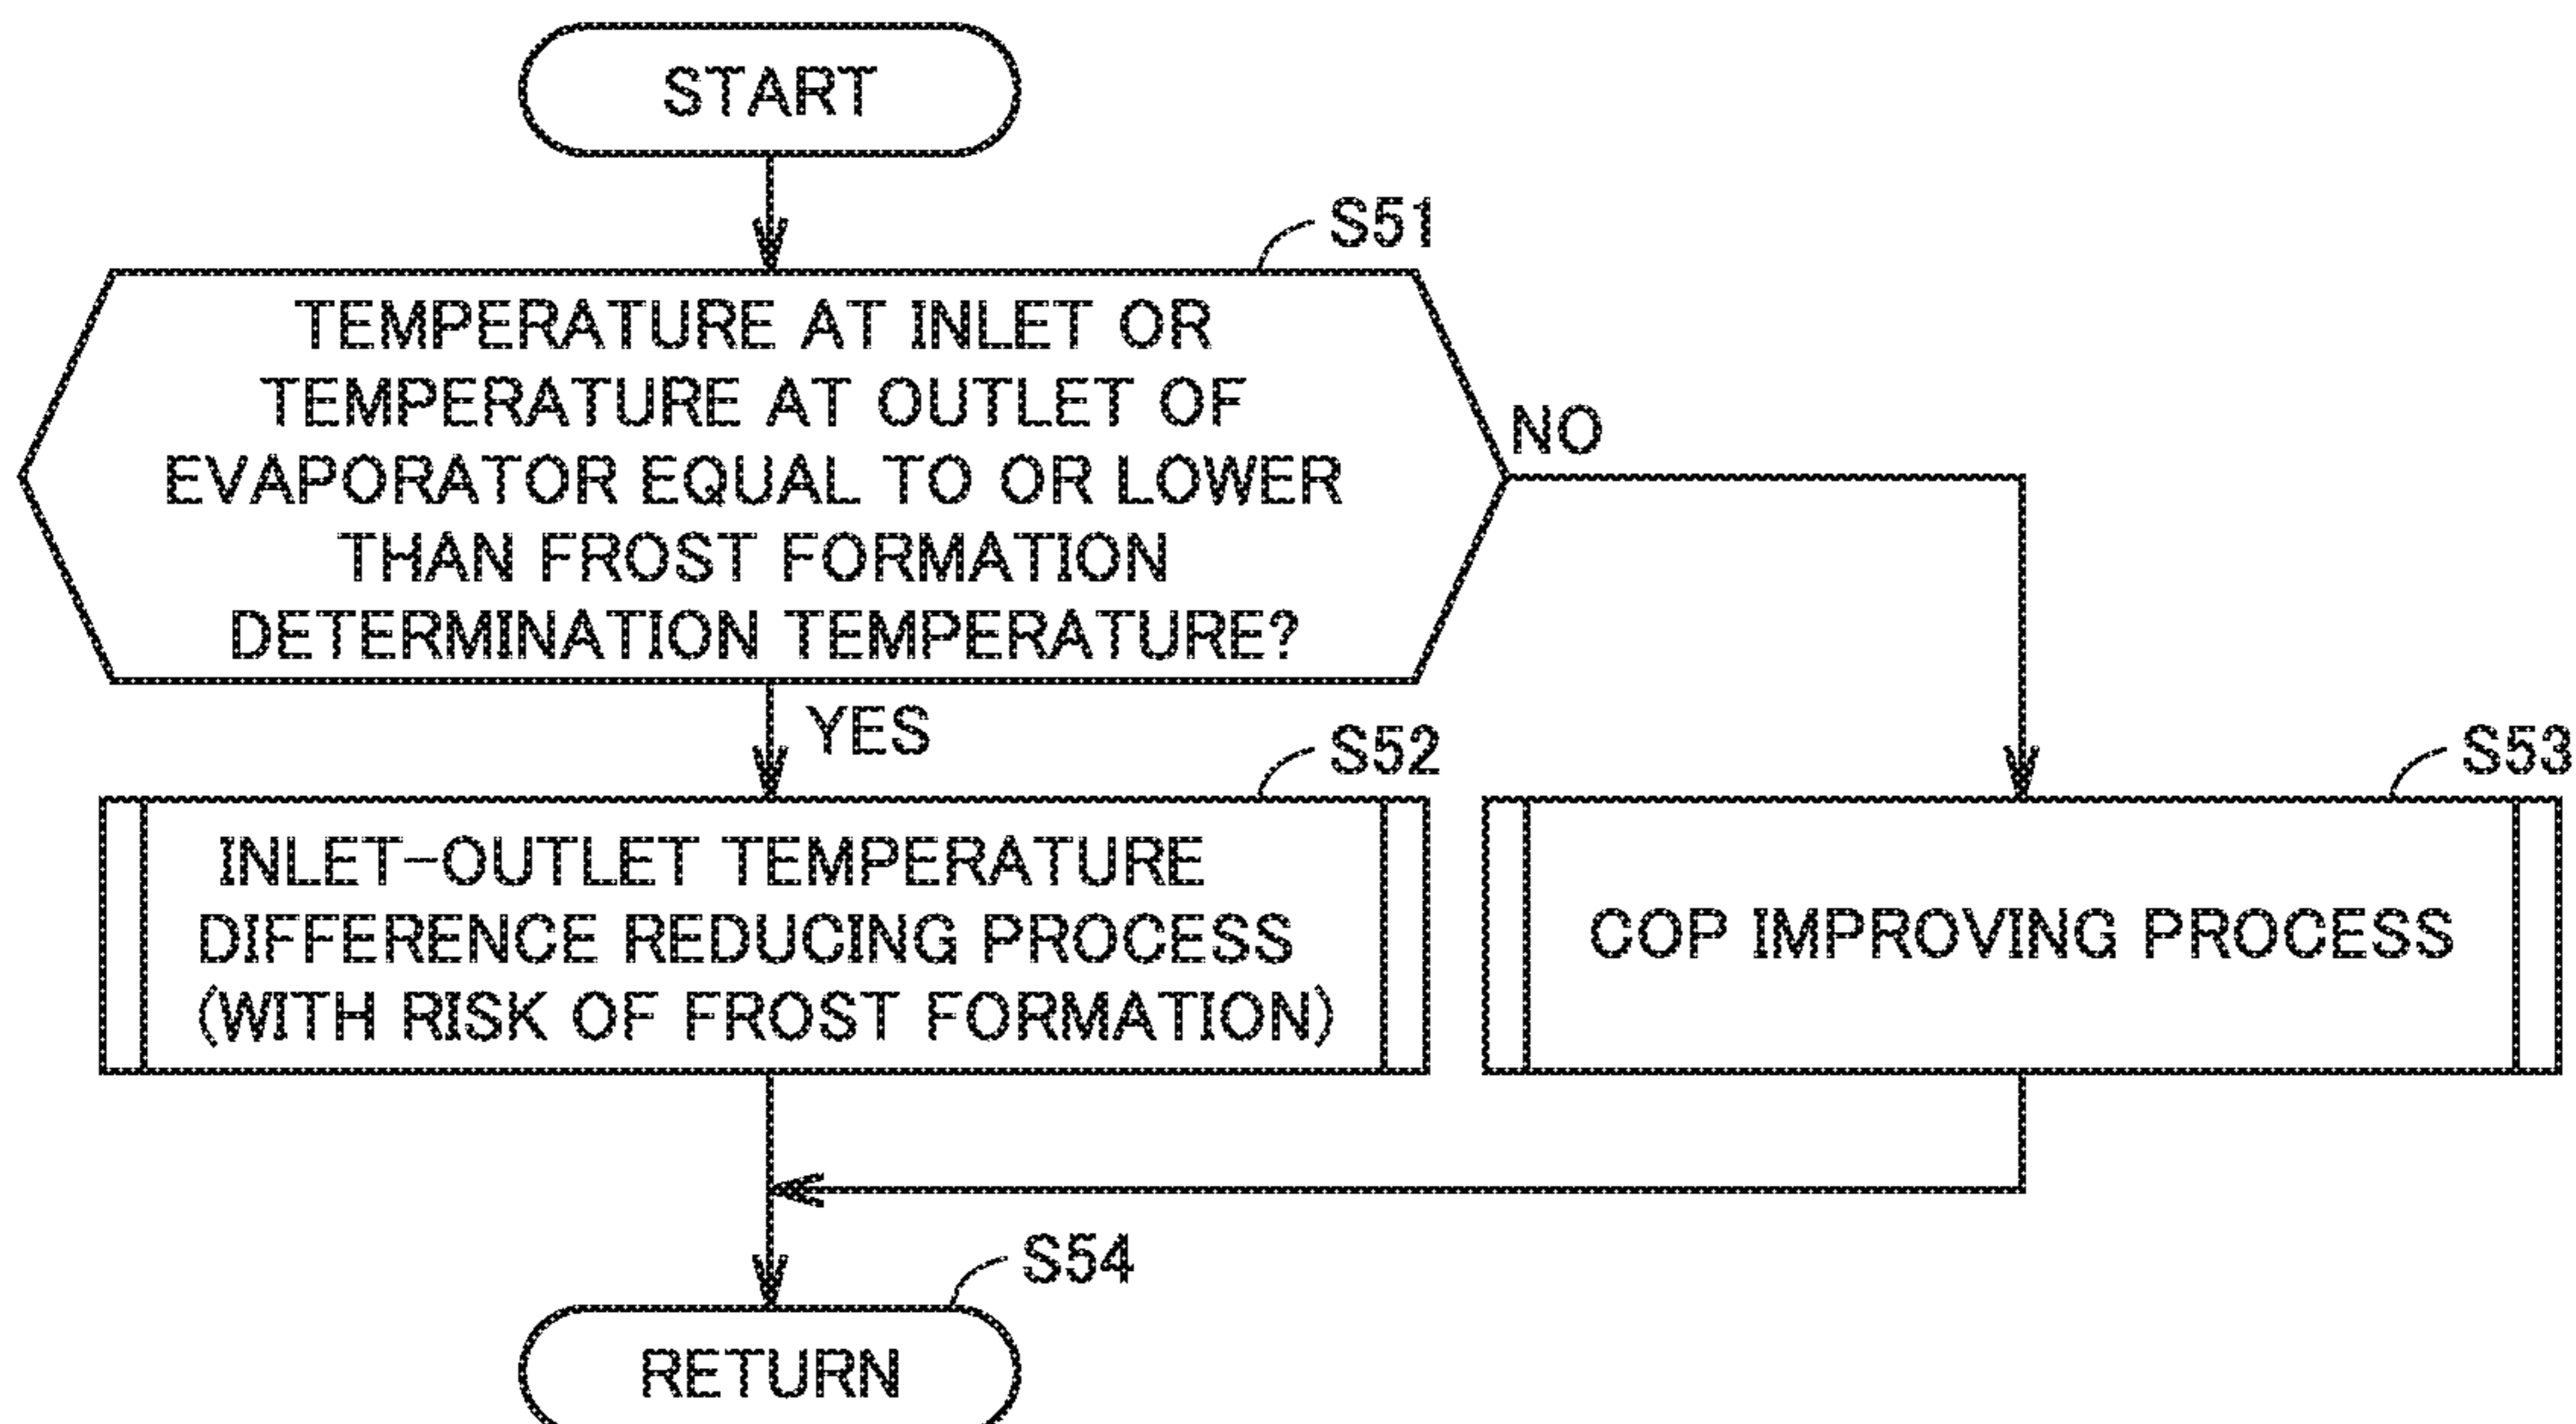 START
S51
TEMPERATURE AT INLET OR
TEMPERATURE AT OUTLET OF
EVAPORATOR EQUAL TO OR LOWER
THAN FROST FORMATION
DETERMINATION TEMPERATURE?
NO
YES
S52
INLET-OUTLET TEMPERATURE
DIFFERENCE REDUCING PROCESS
(WITH RISK OF FROST FORMATION)
S53
COP IMPROVING PROCESS
S54
RETURN